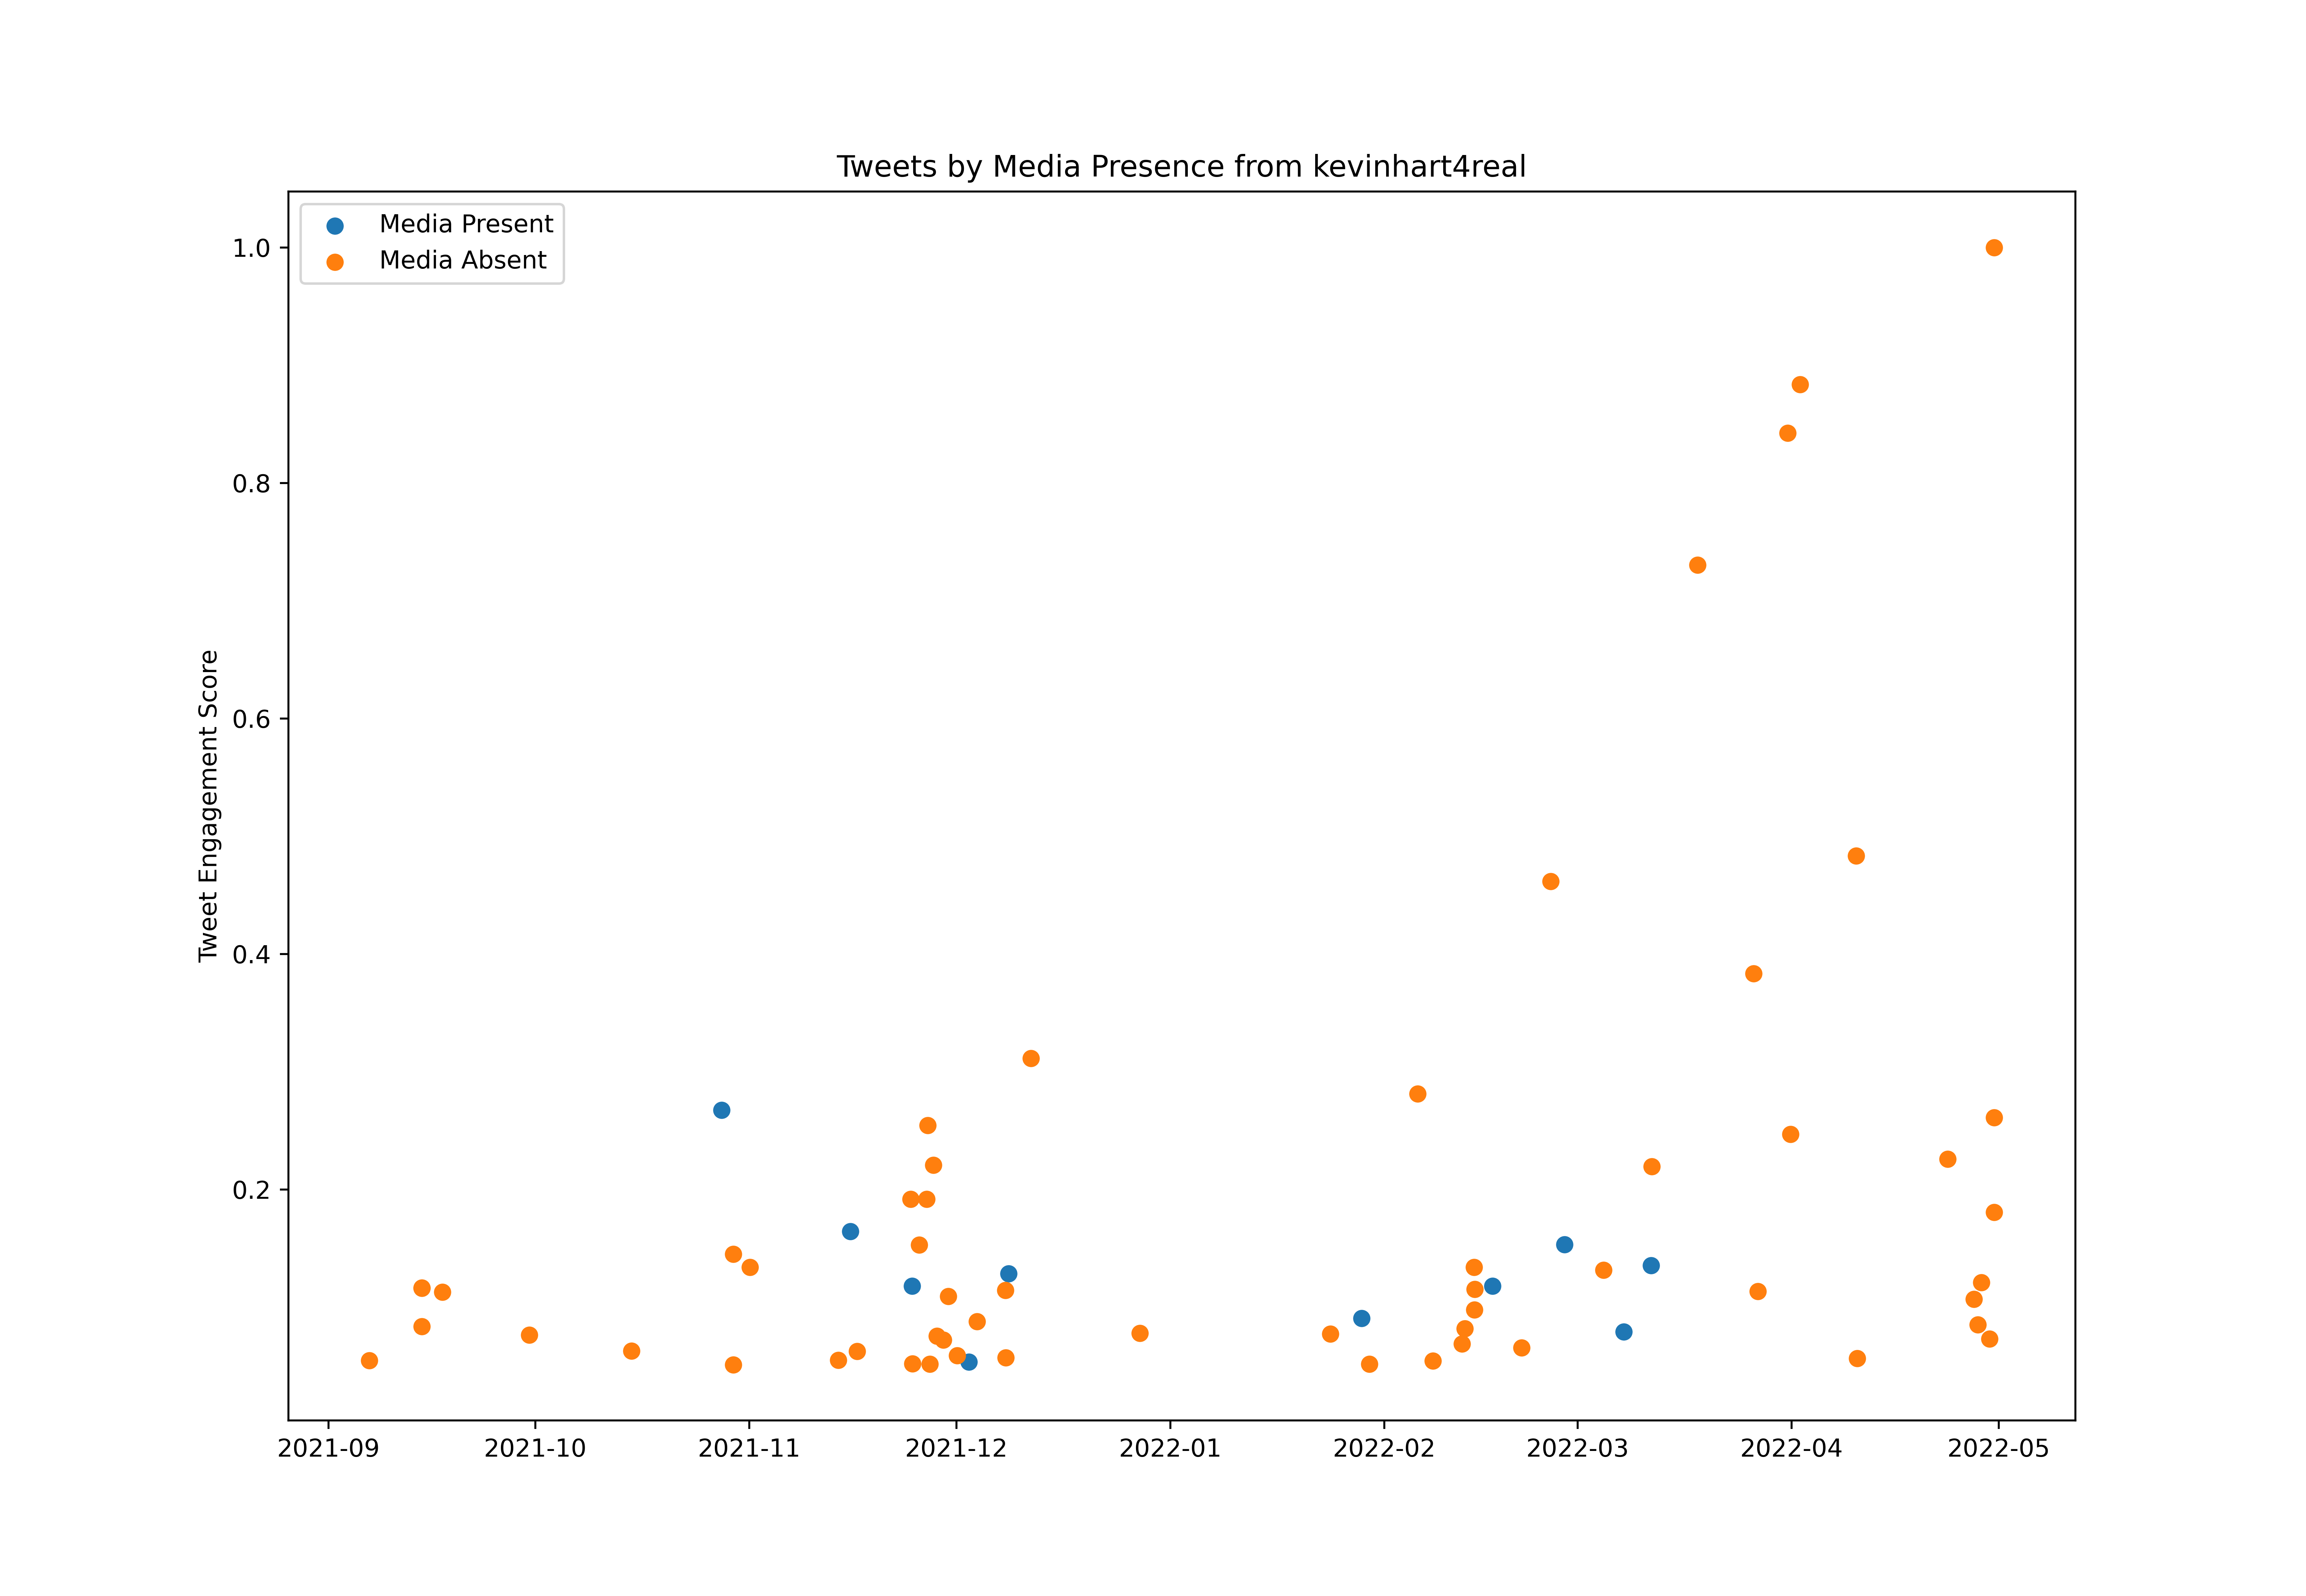 Tweets by Media Presence from kevinhart4real
Media Present
Media Absent
Tweet Engagement Score
1.0
0.8
0.6
0.4
0.2
2021-09 2021-10 2021-11 2021-12 2022-01 2022-02 2022-03 2022-04 2022-05